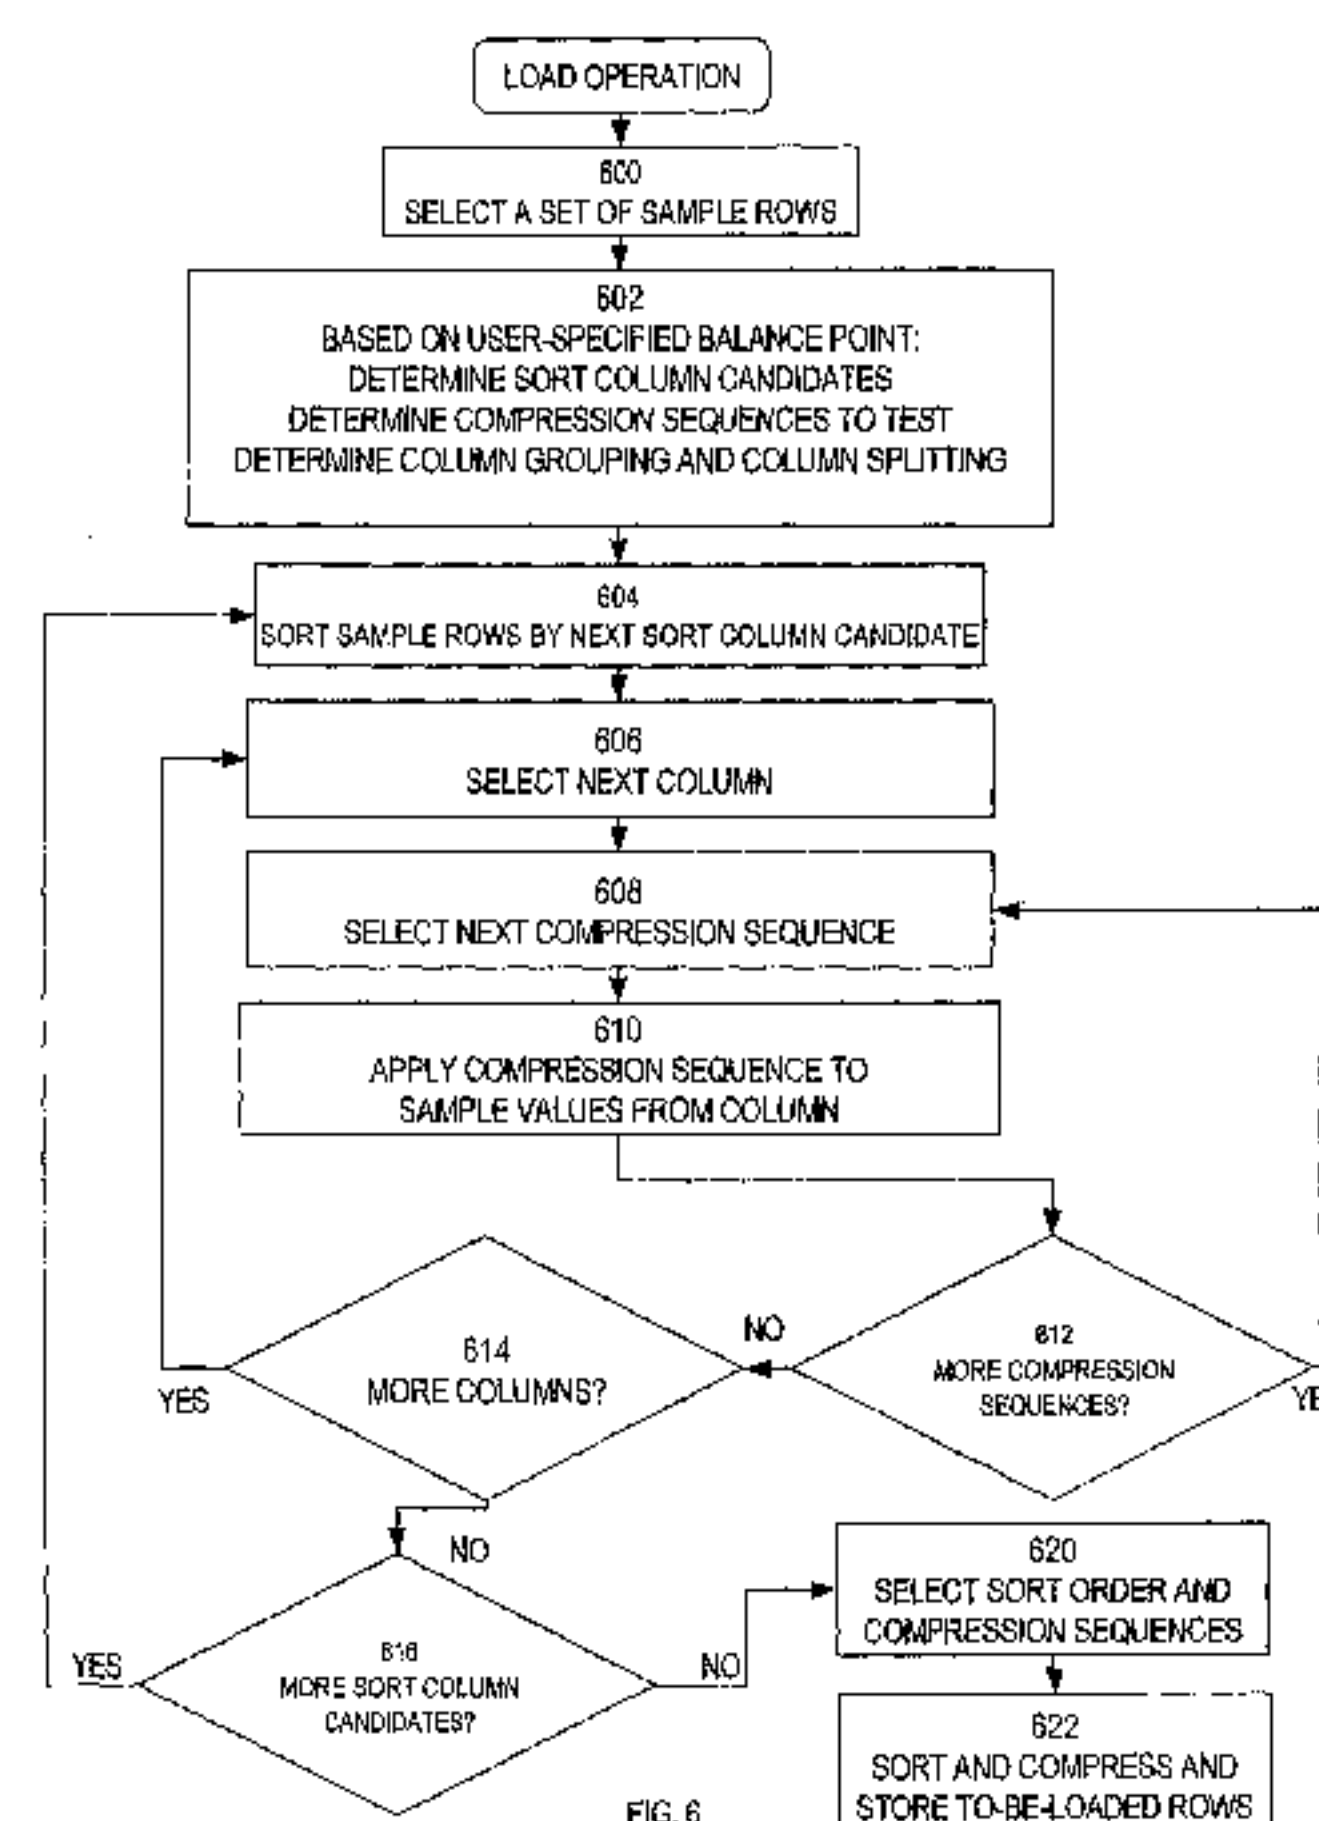 LOAD OPERATION
600
SELECT A SET OF SAMPLE ROWS
602
BASED ON USER-SPECIFIED BALANCE POINT:
DETERMINE SORT COLUMN CANDIDATES
DETERMINE COMPRESSION SEQUENCES TO TEST
DETERMINE COLUMN GROUPING AND COLUMN SPLITTING
604
SORT SAMPLE ROWS BY NEXT SORT COLUMN CANDIDATE
606
SELECT NEXT COLUMN
608
SELECT NEXT COMPRESSION SEQUENCE
610
APPLY COMPRESSION SEQUENCE TO
SAMPLE VALUES FROM COLUMN
614
MORE COLUMNS?
YES
NO
612
MORE COMPRESSION
SEQUENCES?
YE
NO
616
MORE SORT COLUMN
CANDIDATES?
YES
NO
620
SELECT SORT ORDER AND
COMPRESSION SEQUENCES
622
SORT AND COMPRESS AND
STORE TO-BE-LOADED ROWS
FIG. 6